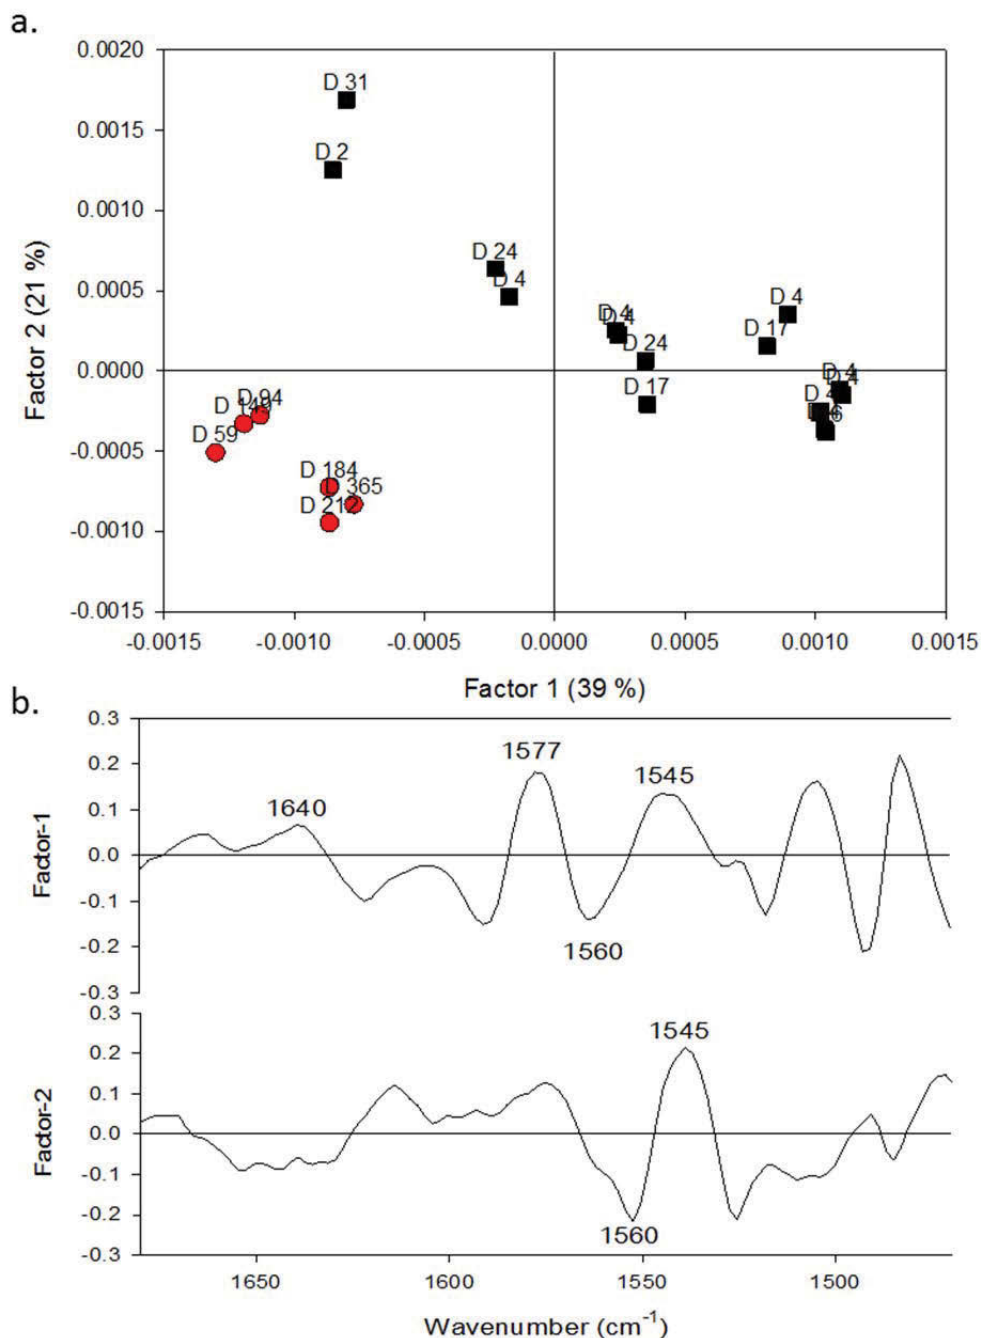 a.
0.0020
0.0015
0.0010
0.0005
0.0000
-0.0005
-0.0010
-0.0015
Factor 2 (21 %)
D 31
D 2
D 24
D 4
D 4
D 4
D 24
D 17
D 4
D 17
D 4
D 4
D 4
D 94
D 149
D 59
D 184
D 365
D 212
-0.0015 -0.0010 -0.0005 0.0000 0.0005 0.0010 0.0015
Factor 1 (39 %)
b.
0.3
0.2
0.1
0.0
-0.1
-0.2
-0.3
Factor-1
1640
1577
1560
1545
0.3
0.2
0.1
0.0
-0.1
-0.2
-0.3
Factor-2
1545
1560
1650 1600 1550 1500
Wavenumber (cm⁻¹)